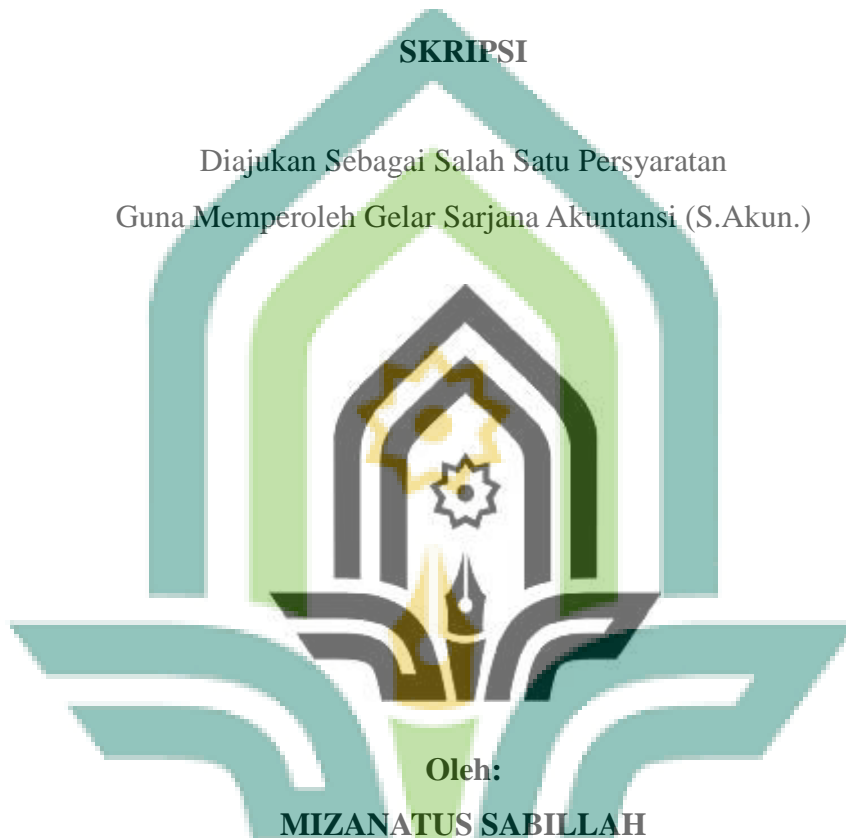 SKRIPSI
Diajukan Sebagai Salah Satu Persyaratan
Guna Memperoleh Gelar Sarjana Akuntansi (S.Akun.)
Oleh:
MIZANATUS SABILLAH